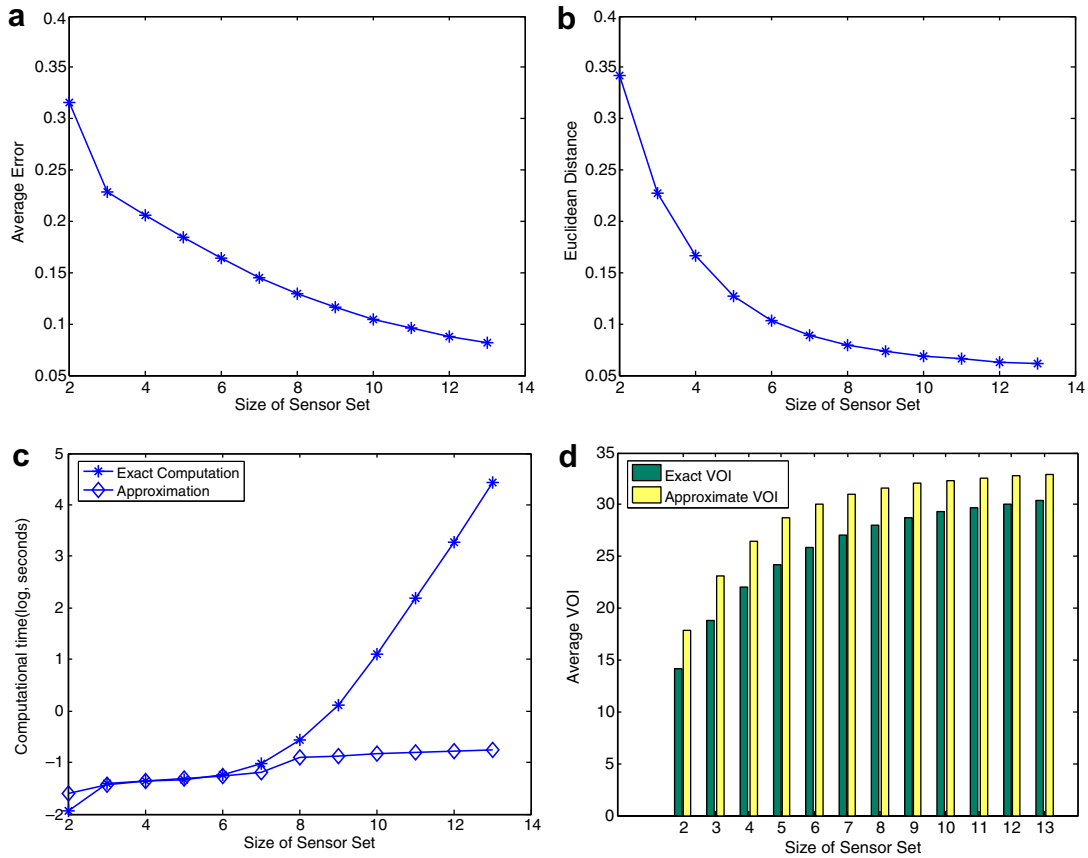 a
0.4
0.35
0.3
0.25
0.2
0.15
0.1
0.05
Average Error
2 4 6 8 10 12 14
Size of Sensor Set
b
0.4
0.35
0.3
0.25
0.2
0.15
0.1
0.05
Euclidean Distance
2 4 6 8 10 12 14
Size of Sensor Set
c
Exact Computation
Approximation
5
4
3
2
1
0
−1
−2
Computational time(log, seconds)
2 4 6 8 10 12 14
Size of Sensor Set
d
Exact VOI
Approximate VOI
35
30
25
20
15
10
5
0
Average VOI
2 3 4 5 6 7 8 9 10 11 12 13
Size of Sensor Set